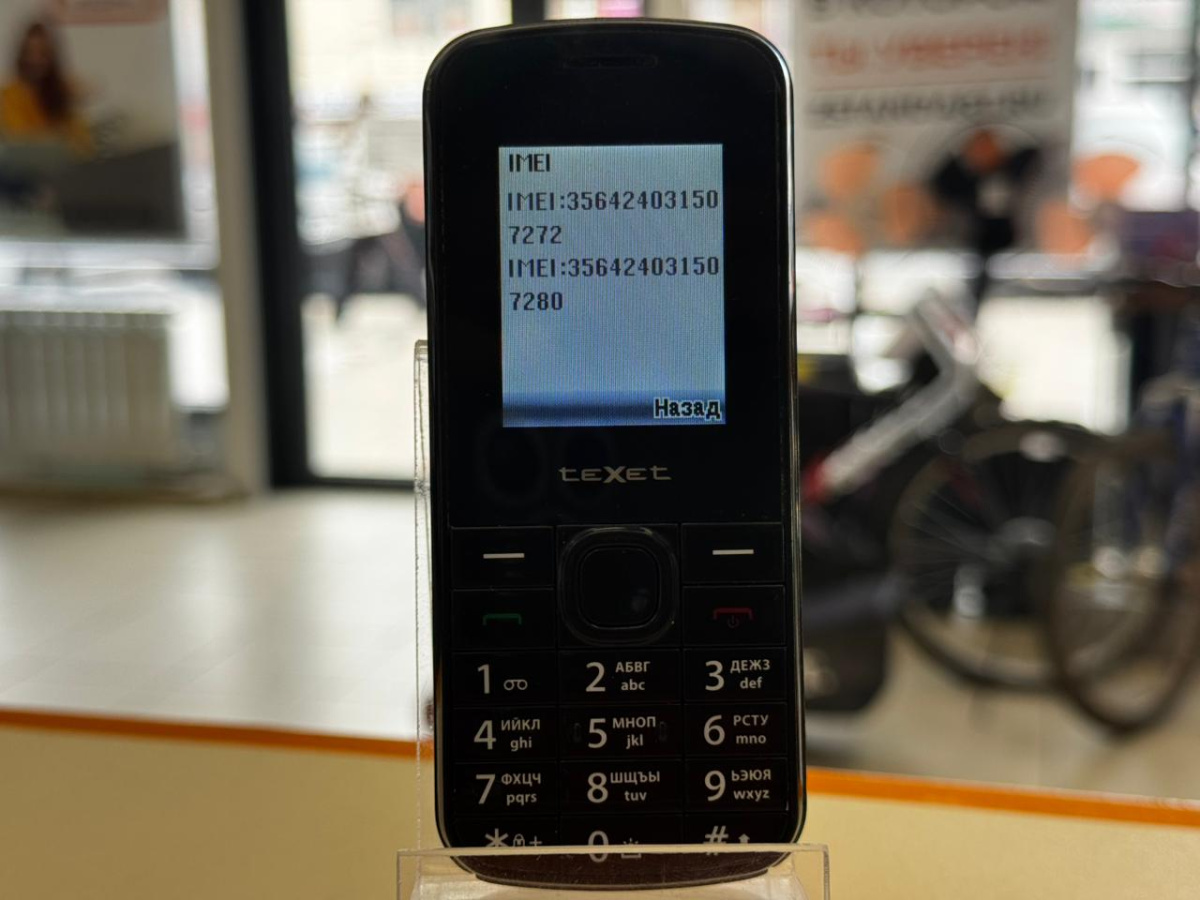 IMEI
IMEI:35642403150
7272
IMEI:35642403150
7280
Назад
teXet
1
2 АБВГ abc
3 ДЕЖЗ def
4 ИЙКЛ ghi
5 МНОП jkl
6 РСТУ mno
7 ФХЦЧ pqrs
8 ШЩЪЫ tuv
9 ЬЭЮЯ wxyz
* +
0
#